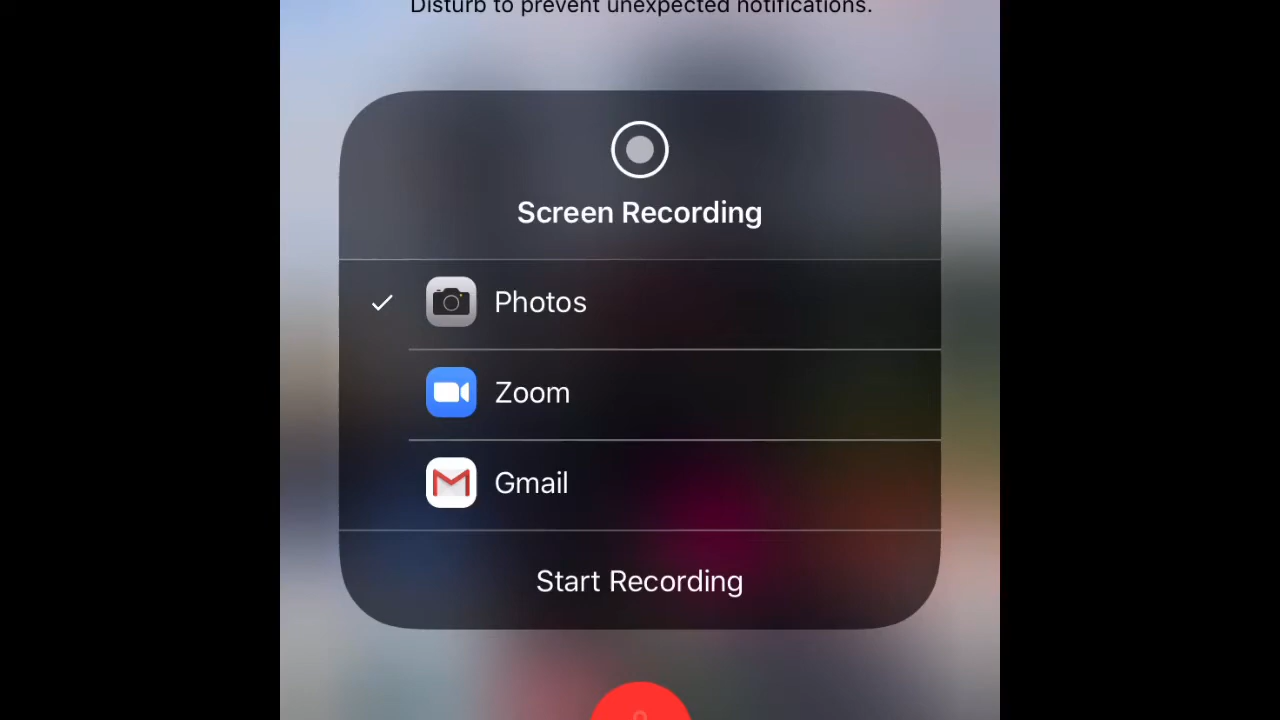 Disturb to prevent unexpected notifications.
Screen Recording
Photos
Zoom
Gmail
Start Recording